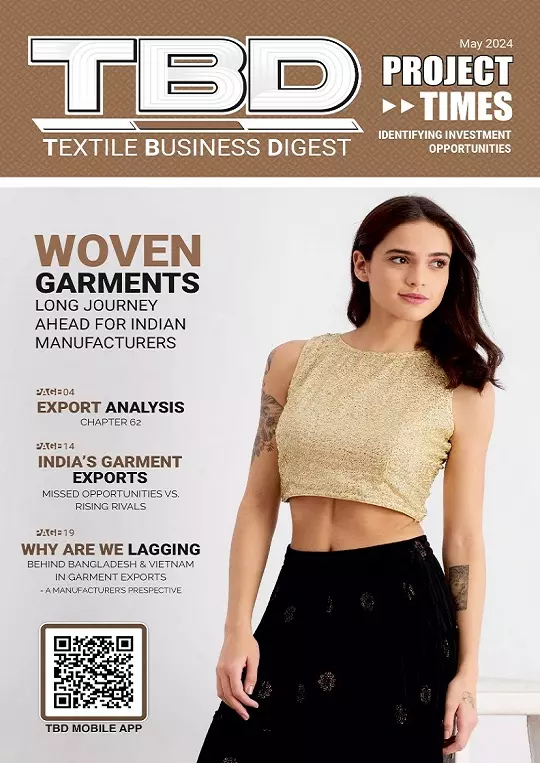 May 2024
TBD
TEXTILE BUSINESS DIGEST
PROJECT
TIMES
IDENTIFYING INVESTMENT
OPPORTUNITIES
WOVEN
GARMENTS
LONG JOURNEY
AHEAD FOR INDIAN
MANUFACTURERS
PAGE 04
EXPORT ANALYSIS
CHAPTER 62
PAGE 14
INDIA'S GARMENT
EXPORTS
MISSED OPPORTUNITIES VS.
RISING RIVALS
PAGE 19
WHY ARE WE LAGGING
BEHIND BANGLADESH & VIETNAM
IN GARMENT EXPORTS
- A MANUFACTURER'S PRESPECTIVE
TBD MOBILE APP